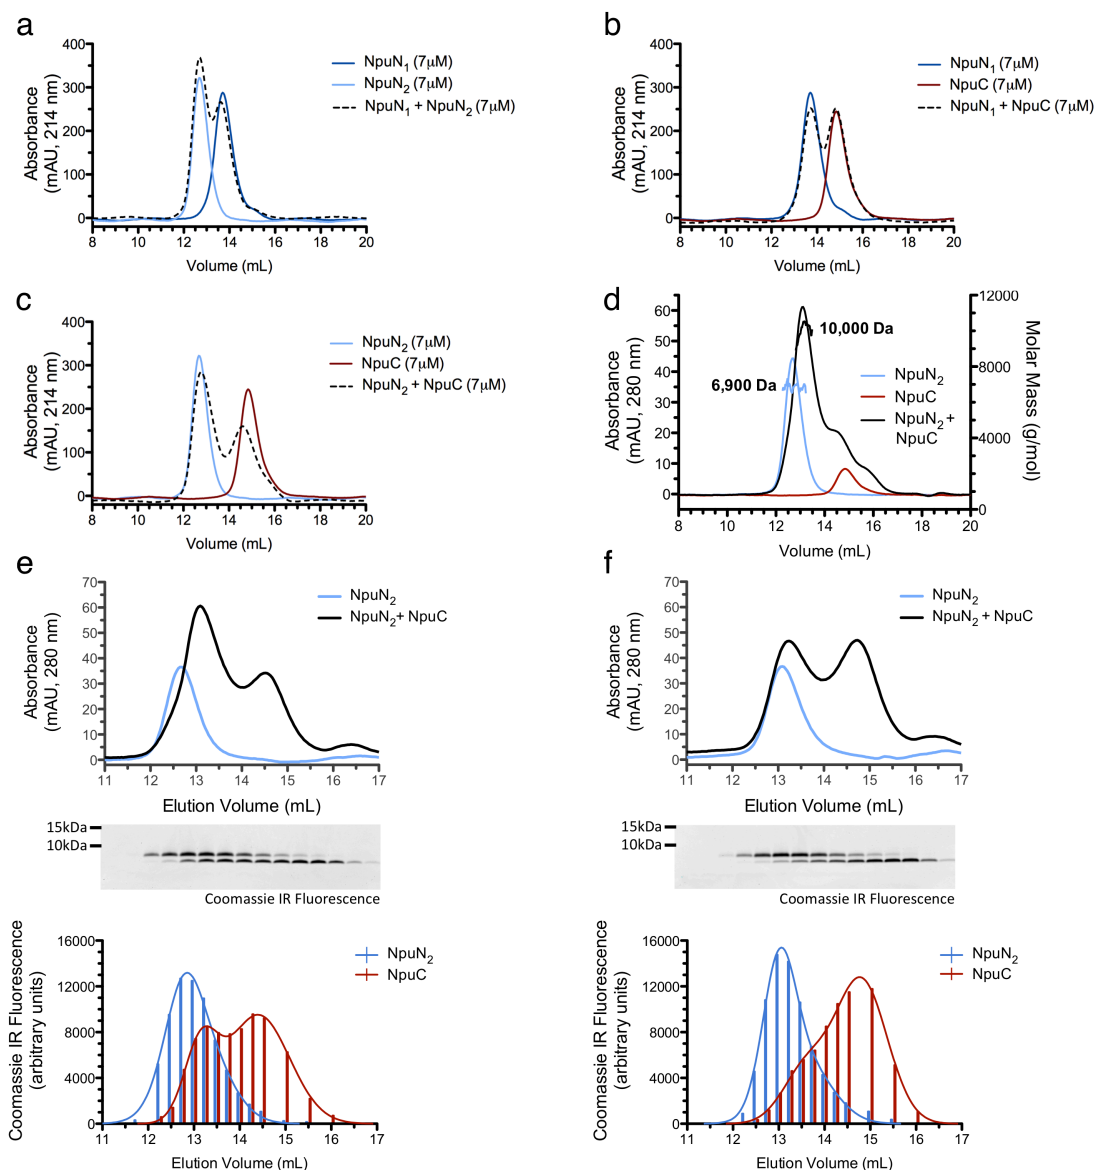 a
400
300
200
100
0
Absorbance
(mAU, 214 nm)
NpuN1 (7μM)
NpuN2 (7μM)
NpuN1 + NpuN2 (7μM)
8 10 12 14 16 18 20
Volume (mL)
b
400
300
200
100
0
Absorbance
(mAU, 214 nm)
NpuN1 (7μM)
NpuC (7μM)
NpuN1 + NpuC (7μM)
8 10 12 14 16 18 20
Volume (mL)
c
400
300
200
100
0
Absorbance
(mAU, 214 nm)
NpuN2 (7μM)
NpuC (7μM)
NpuN2 + NpuC (7μM)
8 10 12 14 16 18 20
Volume (mL)
d
60
50
40
30
20
10
0
Absorbance
(mAU, 280 nm)
12000
8000
4000
0
Molar Mass (g/mol)
10,000 Da
6,900 Da
NpuN2
NpuC
NpuN2 +
NpuC
8 10 12 14 16 18 20
Volume (mL)
e
70
60
50
40
30
20
10
0
Absorbance
(mAU, 280 nm)
NpuN2
NpuN2+ NpuC
11 12 13 14 15 16 17
Elution Volume (mL)
15kDa
10kDa
Coomassie IR Fluorescence
16000
12000
8000
4000
0
Coomassie IR Fluorescence
(arbitrary units)
NpuN2
NpuC
11 12 13 14 15 16 17
Elution Volume (mL)
f
70
60
50
40
30
20
10
0
Absorbance
(mAU, 280 nm)
NpuN2
NpuN2 + NpuC
11 12 13 14 15 16 17
Elution Volume (mL)
15kDa
10kDa
Coomassie IR Fluorescence
16000
12000
8000
4000
0
Coomassie IR Fluorescence
(arbitrary units)
NpuN2
NpuC
11 12 13 14 15 16 17
Elution Volume (mL)